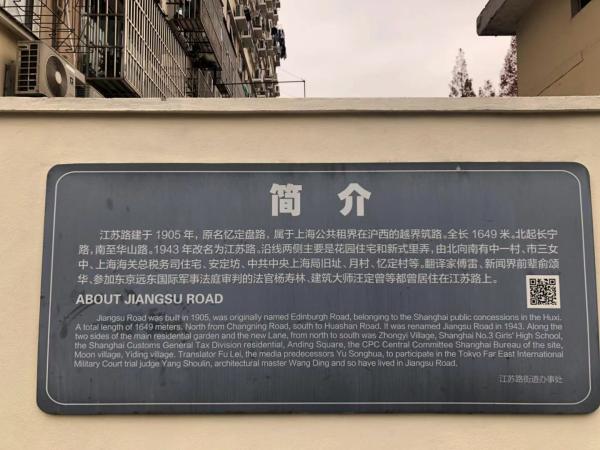 简 介
江苏路建于 1905 年，原名忆定盘路，属于上海公共租界在沪西的越界筑路。全长 1649 米。北起长宁
路，南至华山路。1943 年改名为江苏路。沿线两侧主要是花园住宅和新式里弄，由北向南有中一村、市三女
中、上海海关总税务司住宅、安定坊、中共中央上海局旧址、月村、忆定村等。翻译家傅雷、新闻界前辈俞颂
华、参加东京远东国际军事法庭审判的法官杨寿林、建筑大师汪定曾等都曾居住在江苏路上。
ABOUT JIANGSU ROAD
Jiangsu Road was built in 1905, was originally named Edinburgh Road, belonging to the Shanghai public concessions in the Huxi.
A total length of 1649 meters. North from Changning Road, south to Huashan Road. It was renamed Jiangsu Road in 1943. Along the
two sides of the main residential garden and the new Lane, from north to south was Zhongyi Village, Shanghai No.3 Girls' High School,
the Shanghai Customs General Tax Division residential, Anding Square, the CPC Central Committee Shanghai Bureau of the site,
Moon village, Yiding village. Translator Fu Lei, the media predecessors Yu Songhua, to participate in the Tokyo Far East International
Military Court trial judge Yang Shoulin, architectural master Wang Ding and so have lived in Jiangsu Road.
江苏路街道办事处